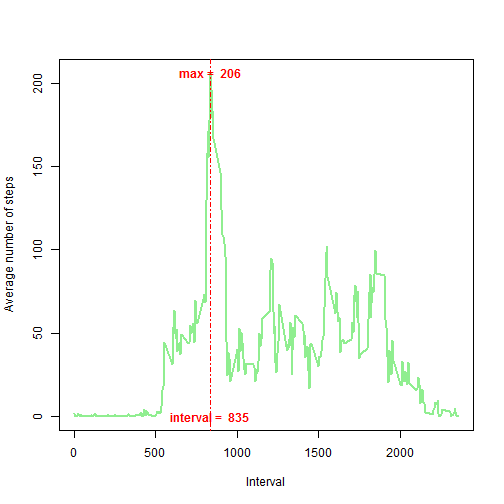 max = 206
Average number of steps
200
150
100
50
0
interval = 835
0
500
1000
1500
2000
Interval